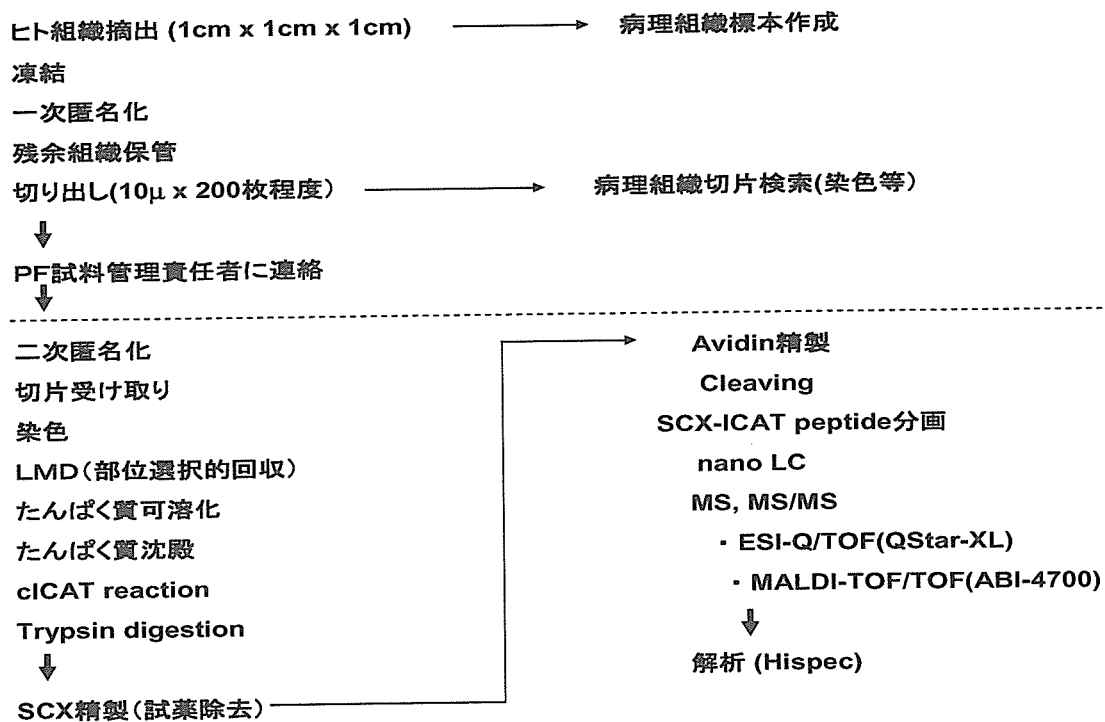 ヒト組織摘出 (1cm x 1cm x 1cm)
病理組織標本作成
凍結
一次匿名化
残余組織保管
切り出し(10μ x 200枚程度)
病理組織切片検索(染色等)
PF試料管理責任者に連絡
二次匿名化
切片受け取り
染色
LMD(部位選択的回収)
たんぱく質可溶化
たんぱく質沈殿
cICAT reaction
Trypsin digestion
SCX精製(試薬除去)
Avidin精製
Cleaving
SCX-ICAT peptide分画
nano LC
MS, MS/MS
・ESI-Q/TOF(QStar-XL)
・MALDI-TOF/TOF(ABI-4700)
解析 (Hispec)